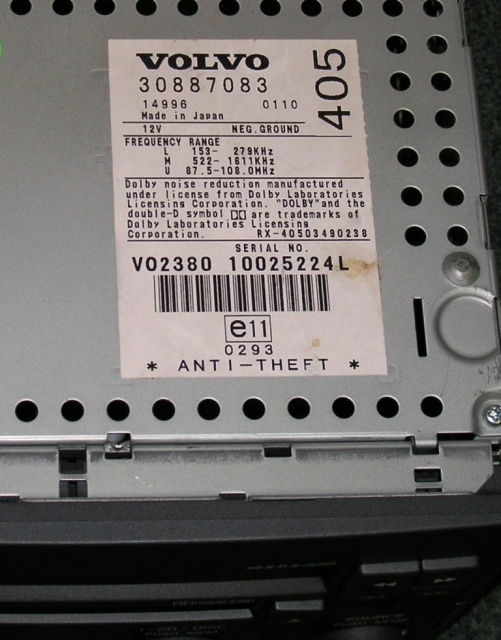 VOLVO
405
30887083
14996 0110
Made in Japan
12V NEG.GROUND
FREQUENCY RANGE
L 153- 279KHz
M 522- 1611KHz
U 87.5-108.0MHz
Dolby noise reduction manufactured
under license from Dolby Laboratories
Licensing Corporation. "DOLBY"and the
double-D symbol are trademarks of
Dolby Laboratories Licensing
Corporation. RX-40503490238
SERIAL NO.
VO2380 10025224L
e11
0293
* ANTI-THEFT *